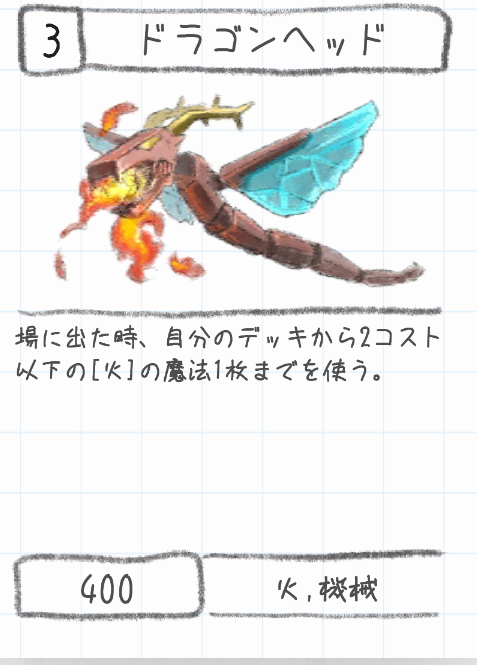 3 ドラゴンヘッド
場に出た時、自分のデッキから2コスト
以下の[火]の魔法1枚までを使う。
400 火,機械